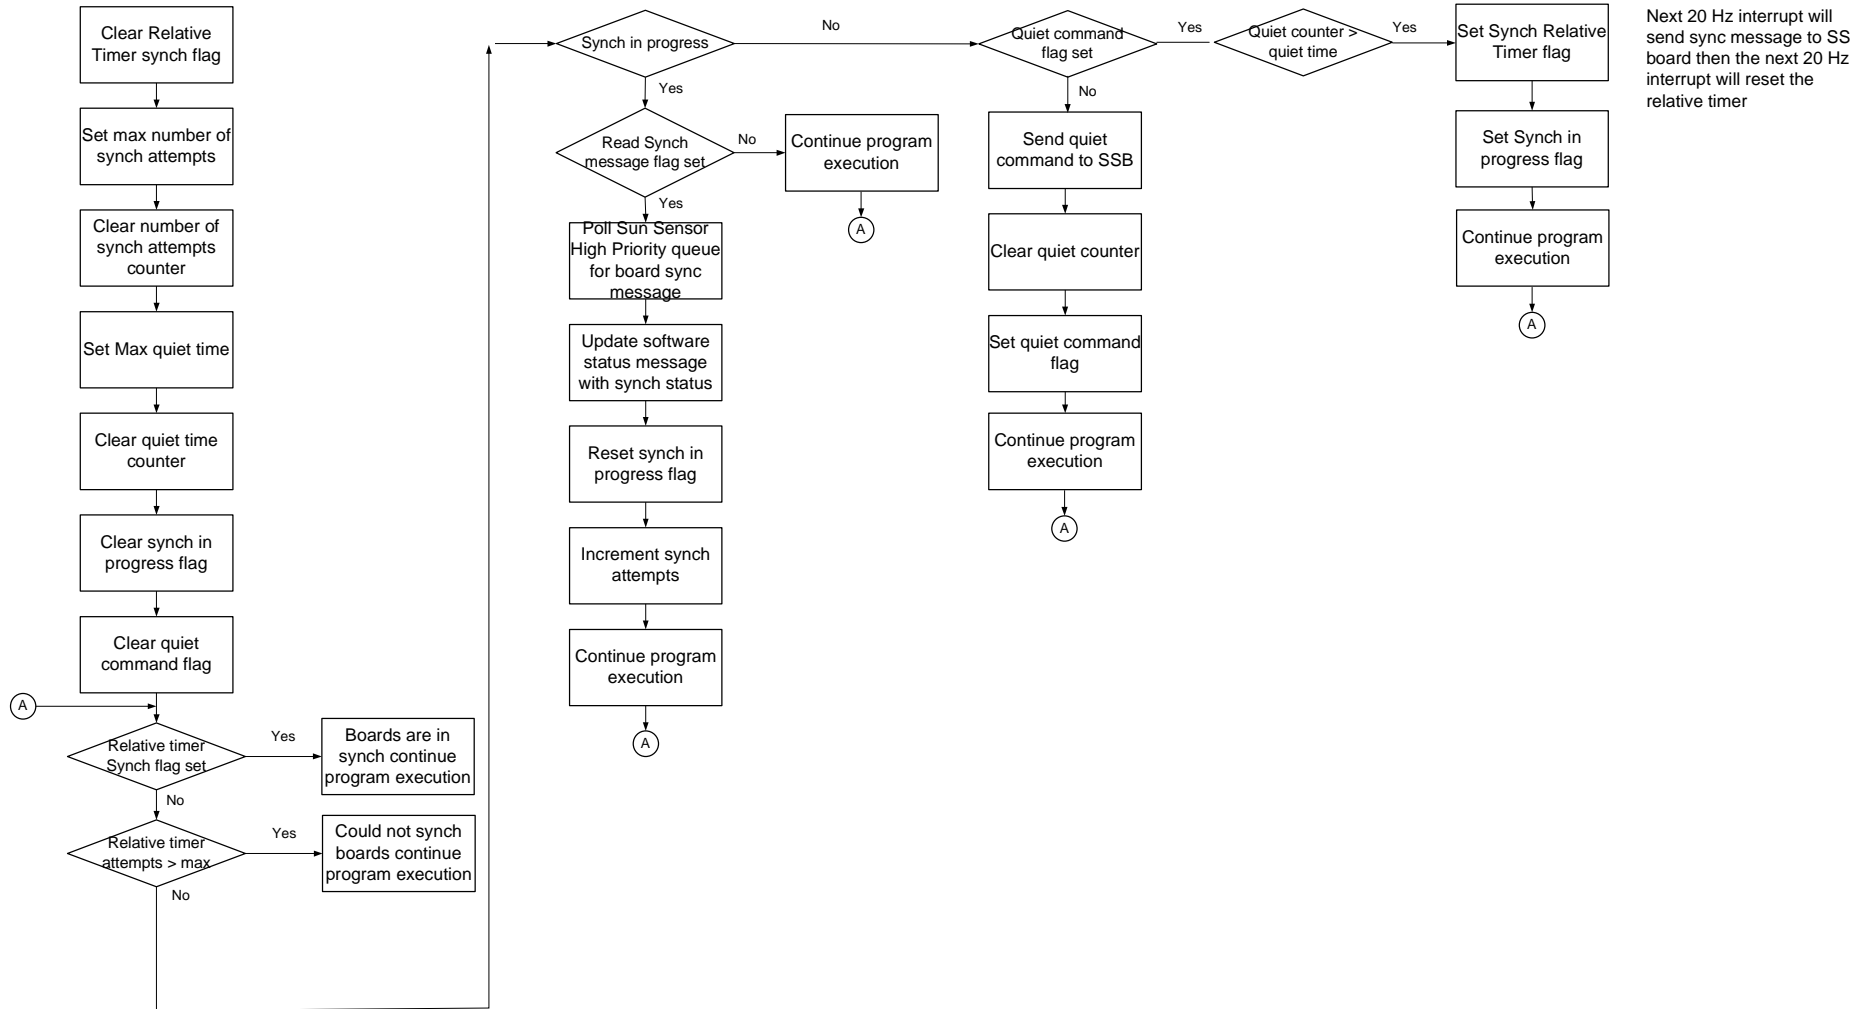 Clear Relative
Timer synch flag
Set max number of
synch attempts
Clear number of
synch attempts
counter
Set Max quiet time
Clear quiet time
counter
Clear synch in
progress flag
Clear quiet
command flag
A
Relative timer
Synch flag set
Yes
Boards are in
synch continue
program execution
No
Relative timer
attempts > max
Yes
Could not synch
boards continue
program execution
No
Synch in progress
No
Yes
Read Synch
message flag set
No
Continue program
execution
A
Yes
Poll Sun Sensor
High Priority queue
for board sync
message
Update software
status message
with synch status
Reset synch in
progress flag
Increment synch
attempts
Continue program
execution
A
Quiet command
flag set
Yes
No
Send quiet
command to SSB
Clear quiet counter
Set quiet command
flag
Continue program
execution
A
Quiet counter >
quiet time
Yes
Set Synch Relative
Timer flag
Set Synch in
progress flag
Continue program
execution
A
Next 20 Hz interrupt will
send sync message to SS
board then the next 20 Hz
interrupt will reset the
relative timer